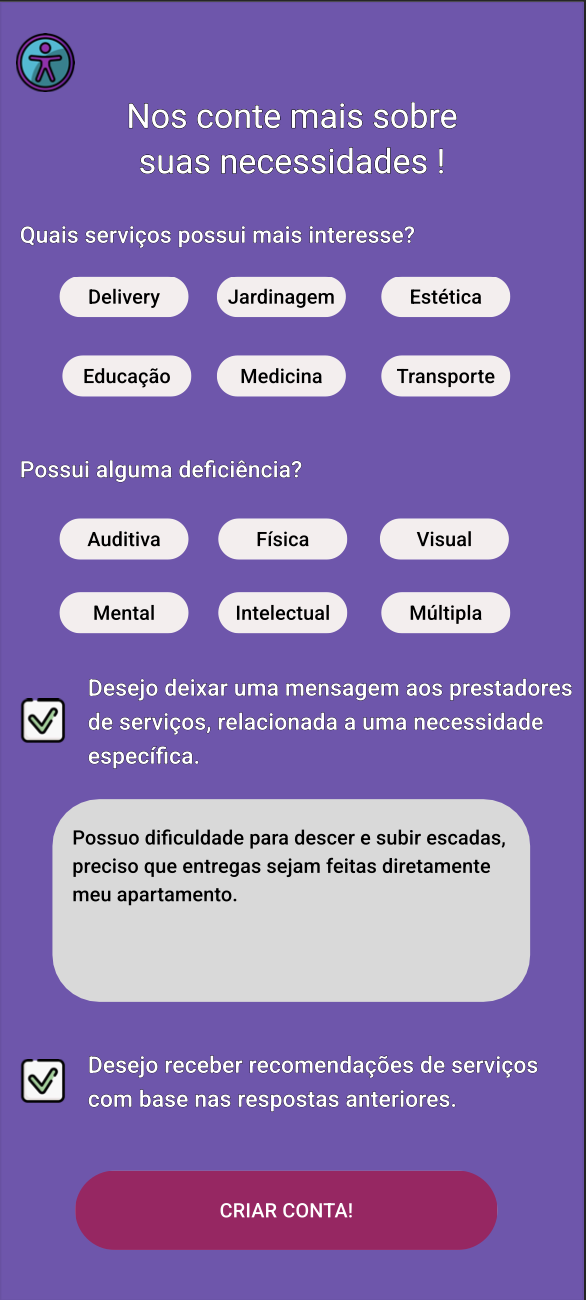 Nos conte mais sobre
suas necessidades !
Quais serviços possui mais interesse?
Delivery
Jardinagem
Estética
Educação
Medicina
Transporte
Possui alguma deficiência?
Auditiva
Física
Visual
Mental
Intelectual
Múltipla
Desejo deixar uma mensagem aos prestadores
de serviços, relacionada a uma necessidade
específica.
Possuo dificuldade para descer e subir escadas,
preciso que entregas sejam feitas diretamente
meu apartamento.
Desejo receber recomendações de serviços
com base nas respostas anteriores.
CRIAR CONTA!